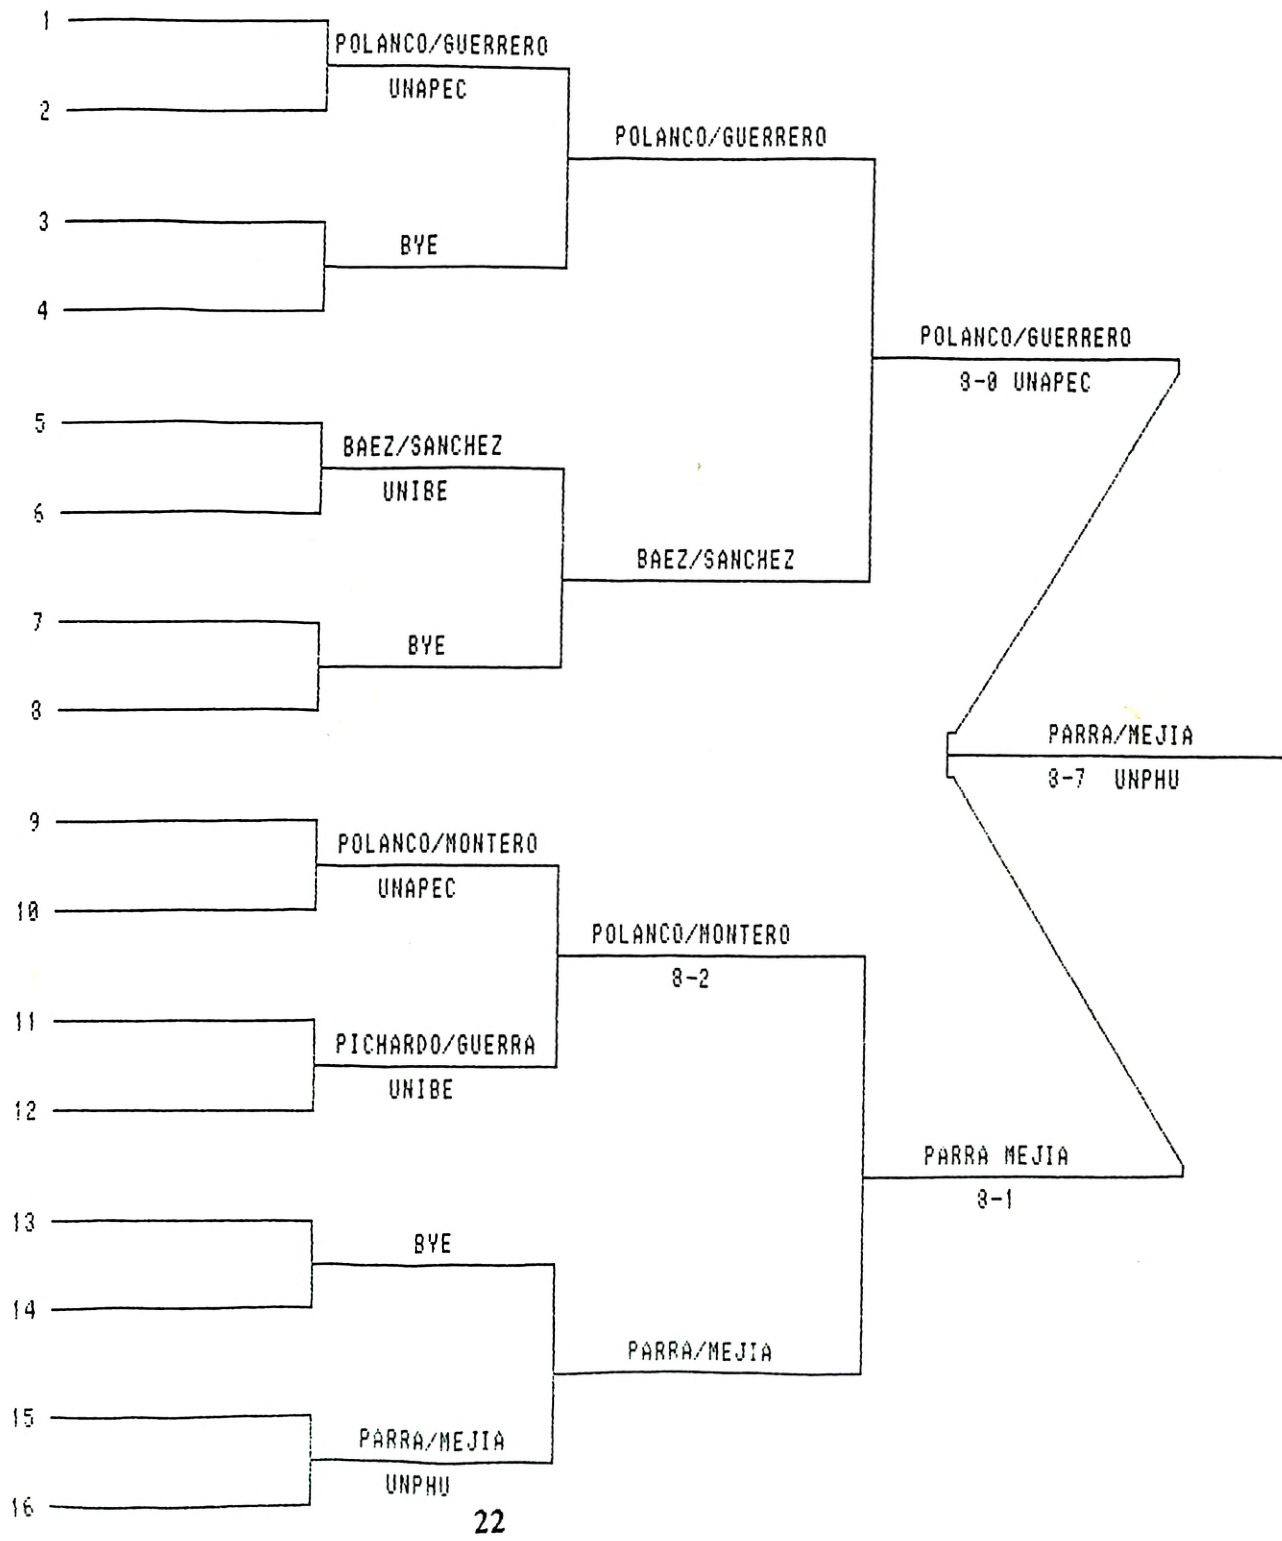 1
POLANCO/GUERRERO
UNAPEC
2
POLANCO/GUERRERO
3
BYE
4
POLANCO/GUERRERO
8-0 UNAPEC
5
BAEZ/SANCHEZ
UNIBE
6
BAEZ/SANCHEZ
7
BYE
8
PARRA/MEJIA
8-7 UNPHU
9
POLANCO/MONTERO
UNAPEC
10
POLANCO/MONTERO
8-2
11
PICHARDO/GUERRA
UNIBE
12
PARRA MEJIA
8-1
13
BYE
14
PARRA/MEJIA
15
PARRA/MEJIA
UNPHU
16
22